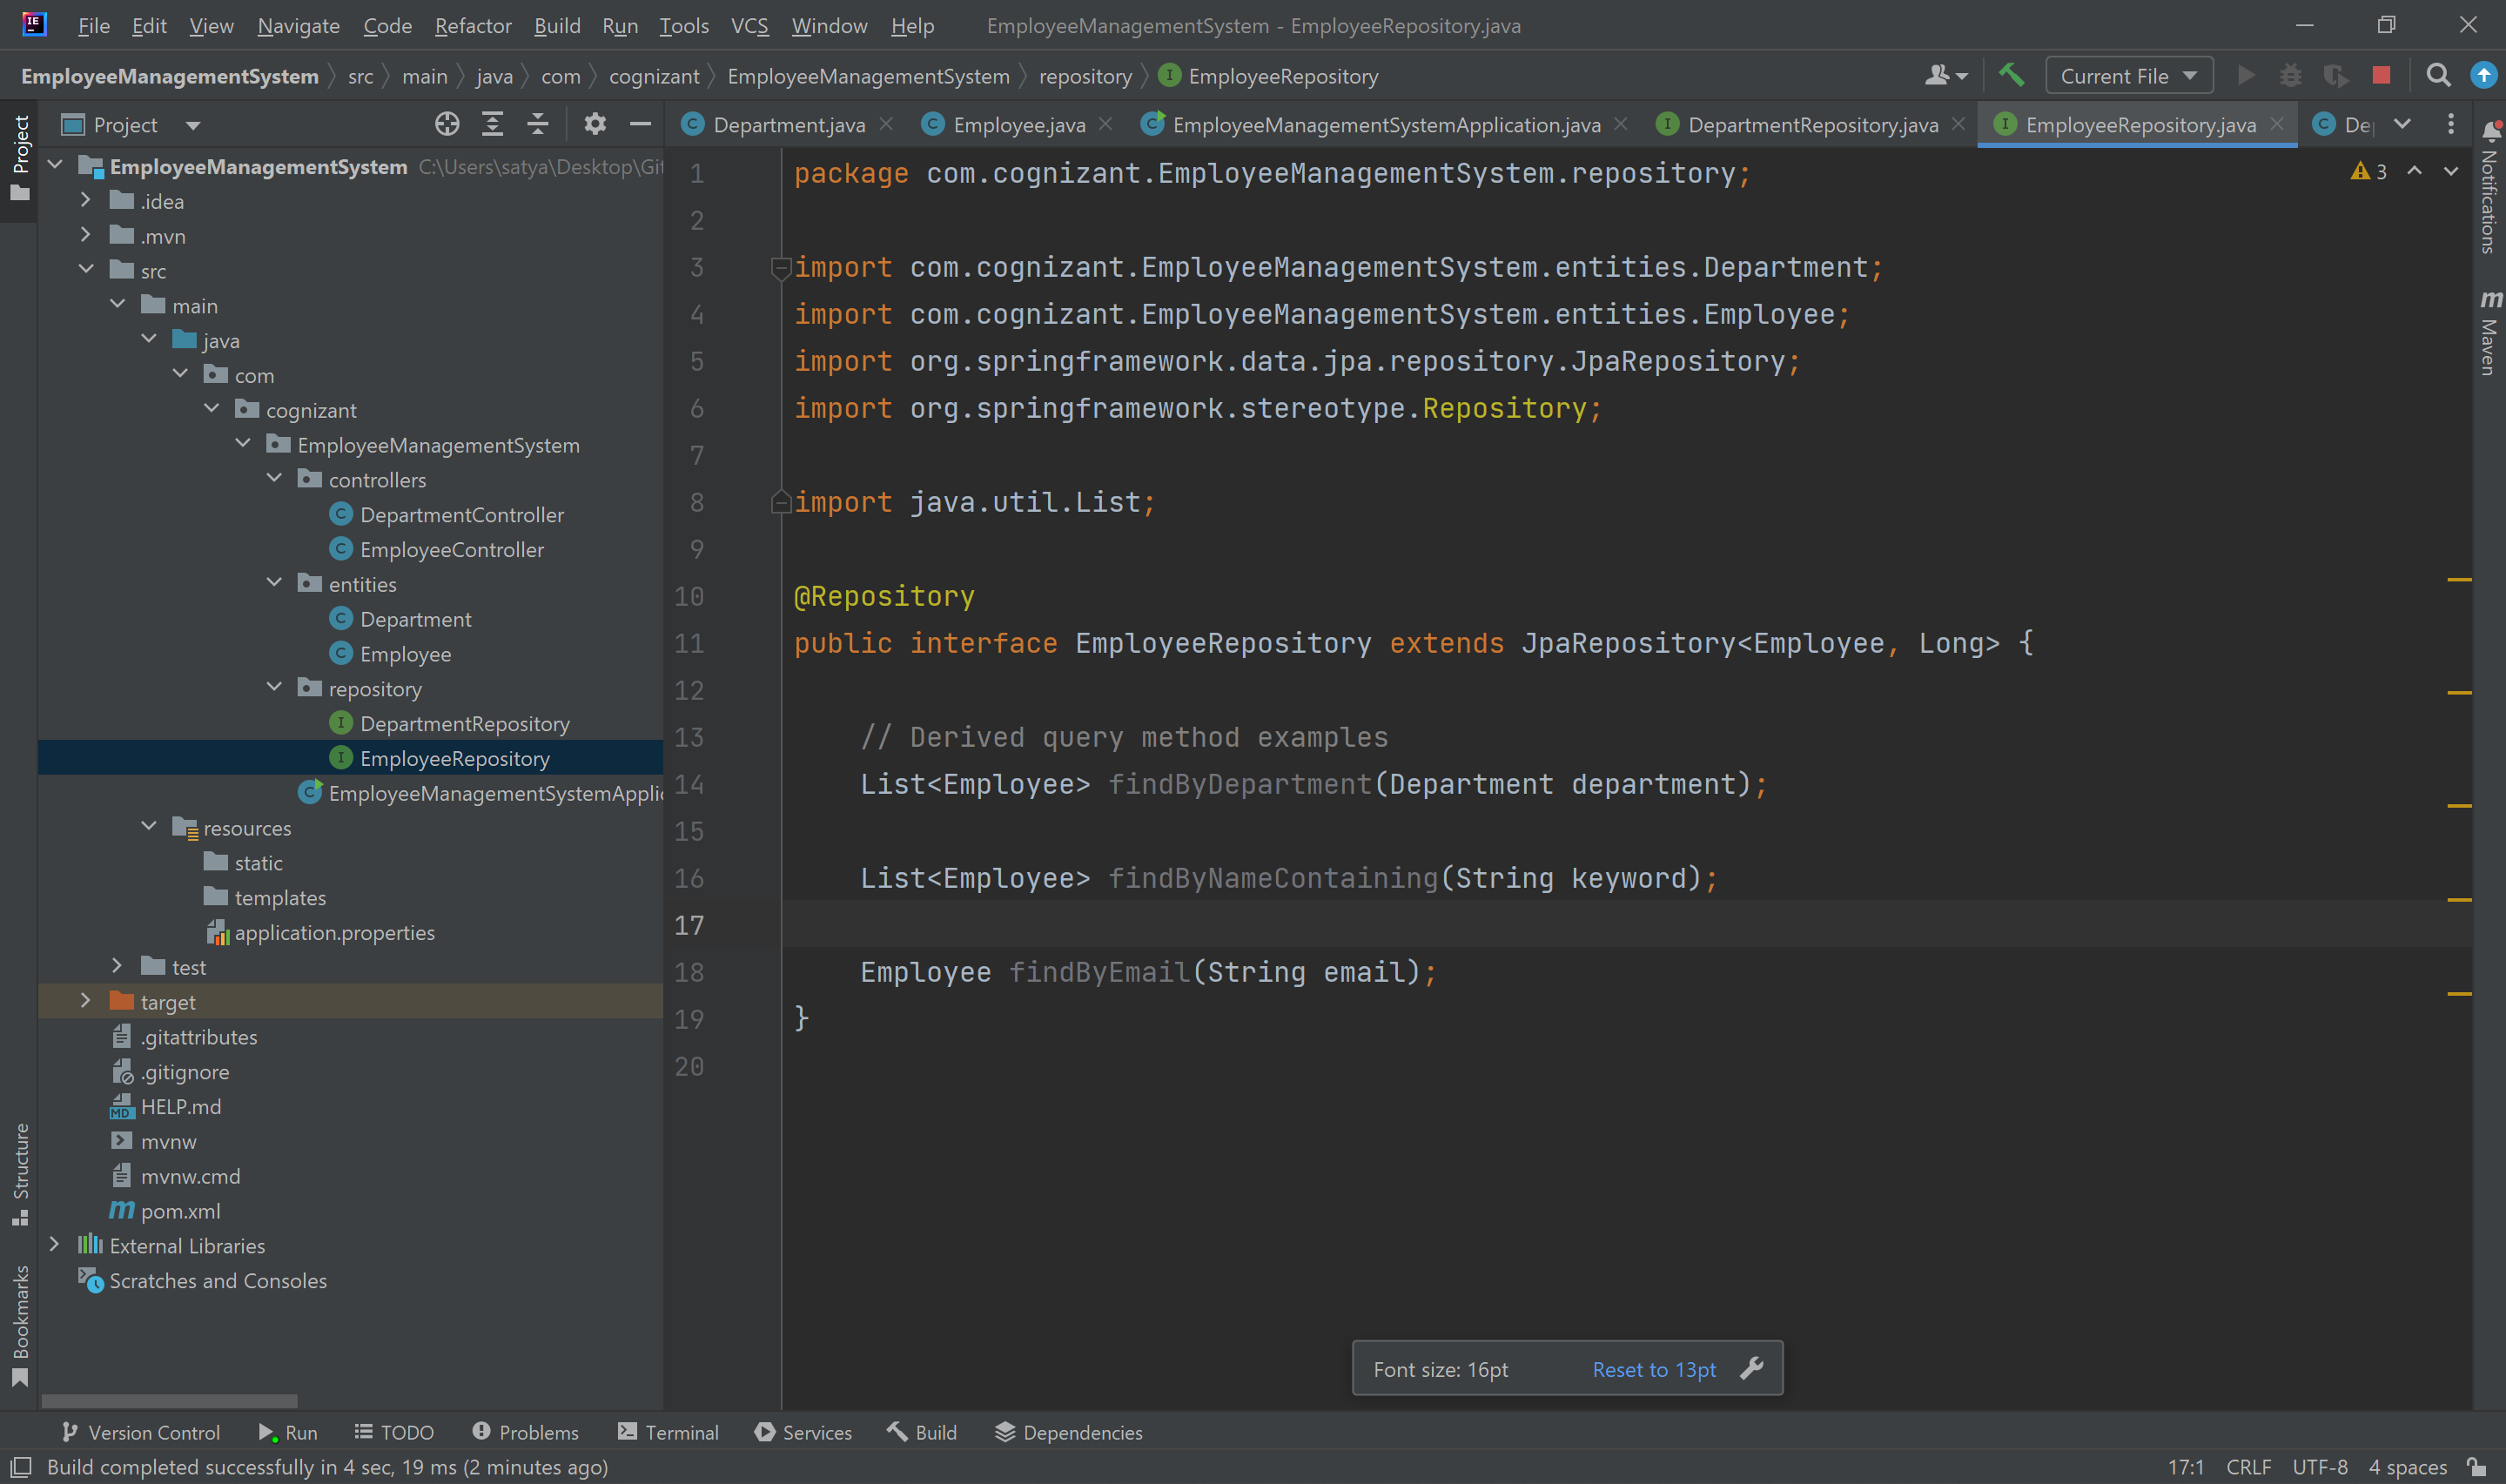 File Edit View Navigate Code Refactor Build Run Tools VCS Window Help EmployeeManagementSystem - EmployeeRepository.java
EmployeeManagementSystem src main java com cognizant EmployeeManagementSystem repository EmployeeRepository Current File
Project Department.java Employee.java EmployeeManagementSystemApplication.java DepartmentRepository.java EmployeeRepository.java De
Project
Structure
Bookmarks
EmployeeManagementSystem C:\Users\satya\Desktop\Git
.idea
.mvn
src
main
java
com
cognizant
EmployeeManagementSystem
controllers
DepartmentController
EmployeeController
entities
Department
Employee
repository
DepartmentRepository
EmployeeRepository
EmployeeManagementSystemApplic
resources
static
templates
application.properties
test
target
.gitattributes
.gitignore
HELP.md
mvnw
mvnw.cmd
pom.xml
External Libraries
Scratches and Consoles
1 package com.cognizant.EmployeeManagementSystem.repository;
2
3 import com.cognizant.EmployeeManagementSystem.entities.Department;
4 import com.cognizant.EmployeeManagementSystem.entities.Employee;
5 import org.springframework.data.jpa.repository.JpaRepository;
6 import org.springframework.stereotype.Repository;
7
8 import java.util.List;
9
10 @Repository
11 public interface EmployeeRepository extends JpaRepository<Employee, Long> {
12
13 // Derived query method examples
14 List<Employee> findByDepartment(Department department);
15
16 List<Employee> findByNameContaining(String keyword);
17
18 Employee findByEmail(String email);
19 }
20
3
Notifications
m Maven
Font size: 16pt Reset to 13pt
Version Control Run TODO Problems Terminal Services Build Dependencies
Build completed successfully in 4 sec, 19 ms (2 minutes ago) 17:1 CRLF UTF-8 4 spaces